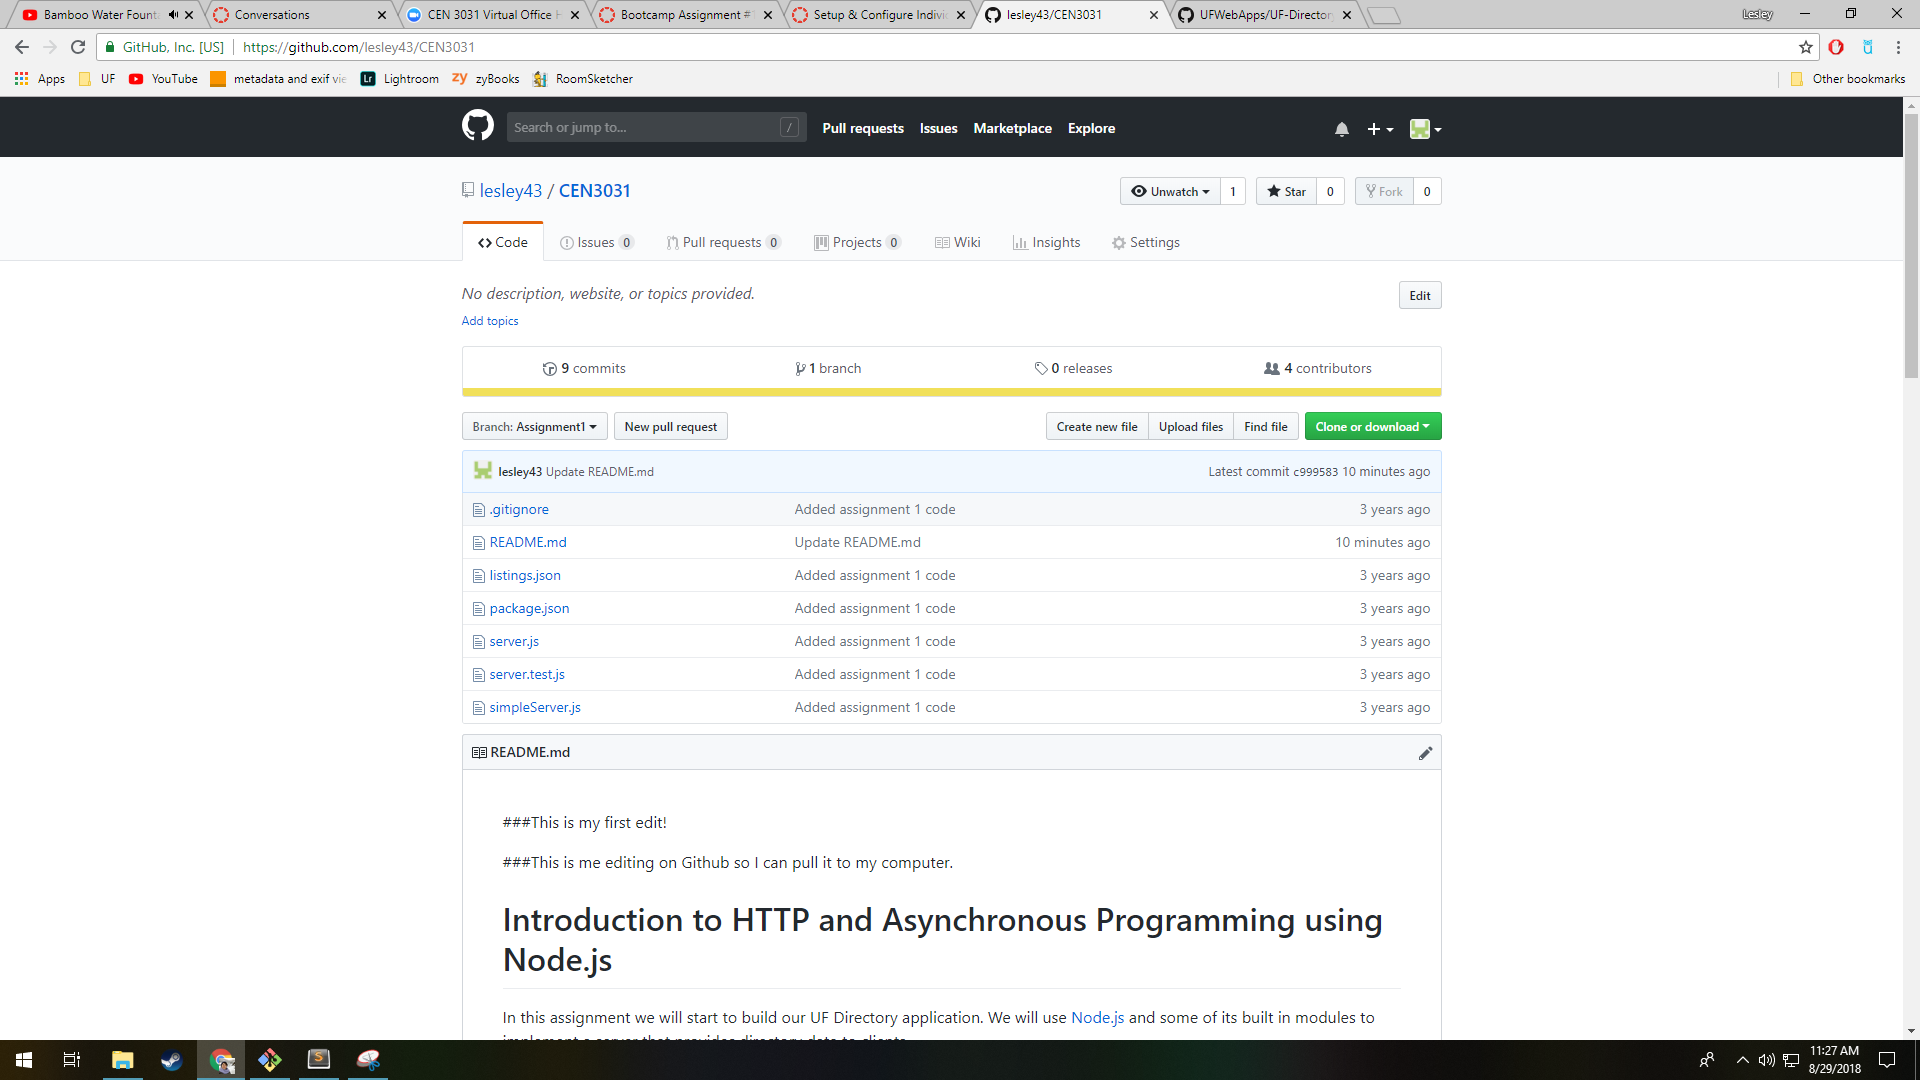 Bamboo Water Founta
Conversations
CEN 3031 Virtual Office H
Bootcamp Assignment #
Setup & Configure Indivi
lesley43/CEN3031
UFWebApps/UF-Directory
Lesley
GitHub, Inc. [US]
https://github.com/lesley43/CEN3031
Apps
UF
YouTube
metadata and exif vie
Lightroom
zyBooks
RoomSketcher
Other bookmarks
Search or jump to...
/
Pull requests
Issues
Marketplace
Explore
lesley43 / CEN3031
Unwatch 1
Star 0
Fork 0
Code
Issues 0
Pull requests 0
Projects 0
Wiki
Insights
Settings
No description, website, or topics provided.
Edit
Add topics
9 commits
1 branch
0 releases
4 contributors
Branch: Assignment1
New pull request
Create new file
Upload files
Find file
Clone or download
lesley43 Update README.md
Latest commit c999583 10 minutes ago
.gitignore Added assignment 1 code 3 years ago
README.md Update README.md 10 minutes ago
listings.json Added assignment 1 code 3 years ago
package.json Added assignment 1 code 3 years ago
server.js Added assignment 1 code 3 years ago
server.test.js Added assignment 1 code 3 years ago
simpleServer.js Added assignment 1 code 3 years ago
README.md
###This is my first edit!
###This is me editing on Github so I can pull it to my computer.
Introduction to HTTP and Asynchronous Programming using
Node.js
In this assignment we will start to build our UF Directory application. We will use Node.js and some of its built in modules to
implement a server that provides directory data to clients
11:27 AM
8/29/2018